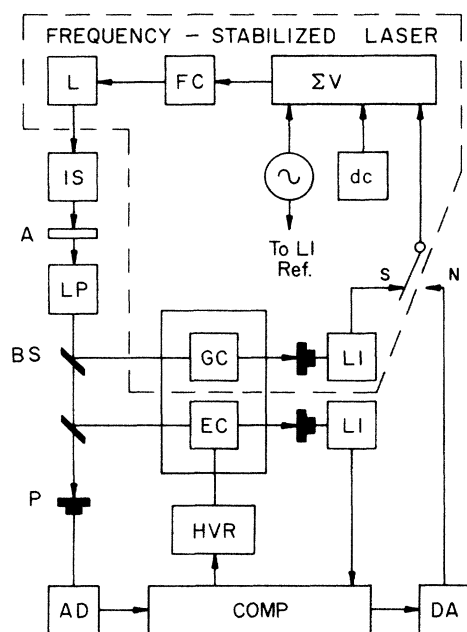 FREQUENCY - STABILIZED LASER
L
FC
ΣV
IS
dc
A
To LI
Ref.
S
N
LP
BS
GC
LI
EC
LI
P
HVR
AD
COMP
DA